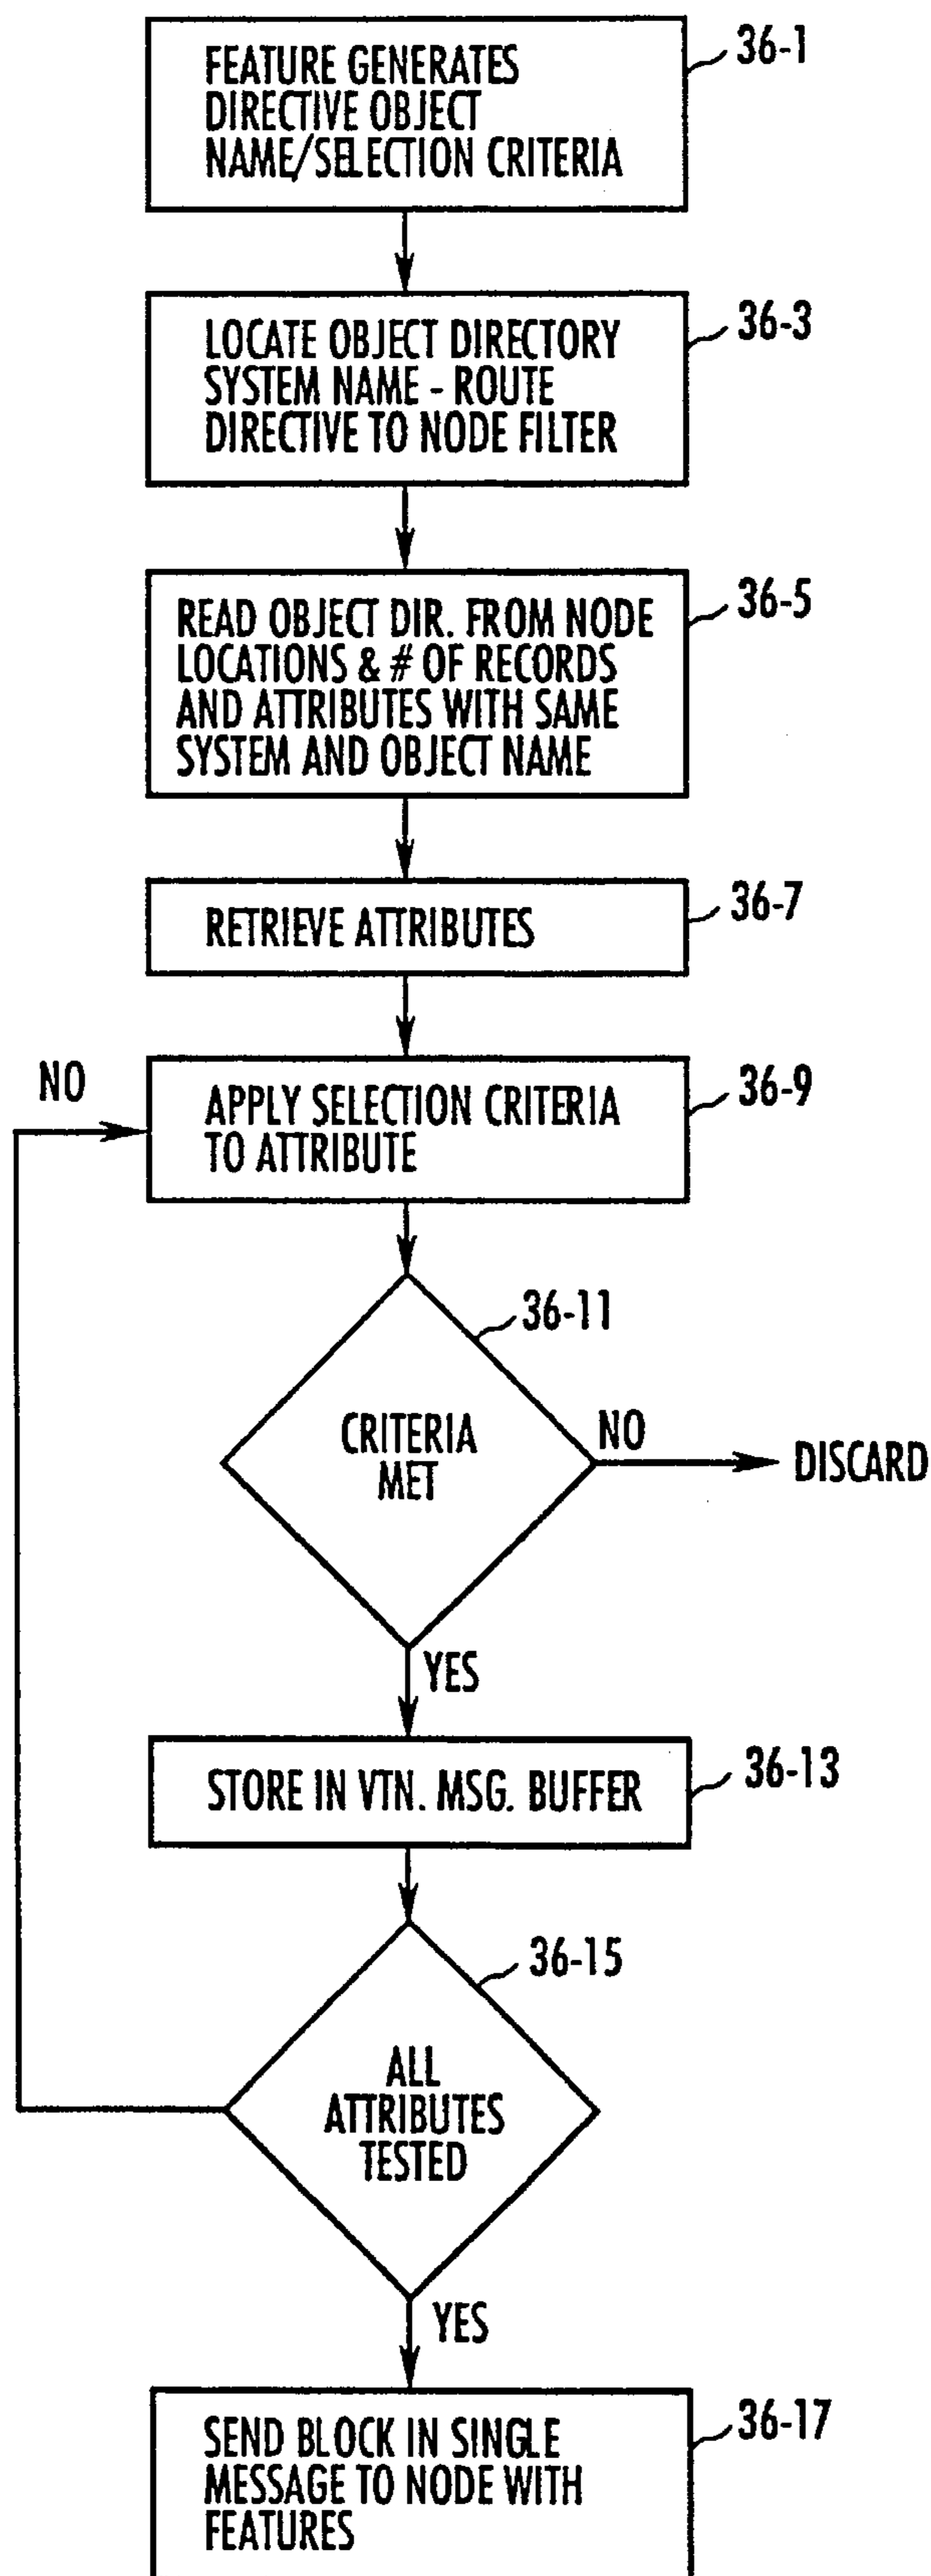 36-1
FEATURE GENERATES
DIRECTIVE OBJECT
NAME/SELECTION CRITERIA
36-3
LOCATE OBJECT DIRECTORY
SYSTEM NAME - ROUTE
DIRECTIVE TO NODE FILTER
36-5
READ OBJECT DIR. FROM NODE
LOCATIONS & # OF RECORDS
AND ATTRIBUTES WITH SAME
SYSTEM AND OBJECT NAME
36-7
RETRIEVE ATTRIBUTES
NO
36-9
APPLY SELECTION CRITERIA
TO ATTRIBUTE
36-11
CRITERIA
MET
NO
DISCARD
YES
36-13
STORE IN VTN. MSG. BUFFER
36-15
ALL
ATTRIBUTES
TESTED
YES
36-17
SEND BLOCK IN SINGLE
MESSAGE TO NODE WITH
FEATURES